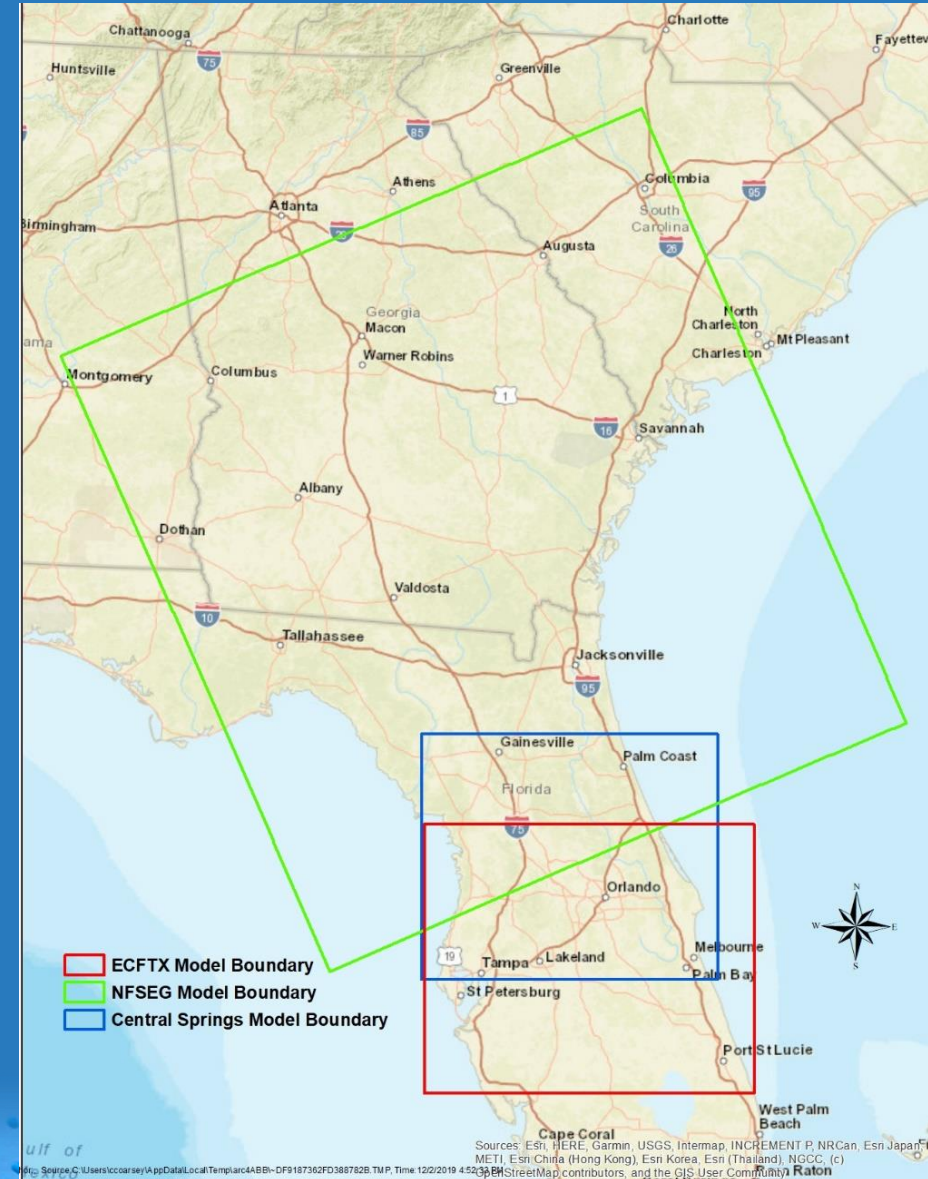 Chattanooga
Charlotte
75
Fayettev
Huntsville
Greenville
85
Athens
Columbia
95
Atlanta
South
Carolina
Birmingham
20
26
Augusta
Georgia
Macon
North
Charleston
Mt Pleasant
ama
Warner Robins
Charleston
Montgomery
Columbus
1
16
Savannah
Albany
Dothan
Valdosta
10
Tallahassee
Jacksonville
95
Gainesville
Palm Coast
Florida
75
Orlando
N
W
E
S
19
Melbourne
ECFTX Model Boundary
Tampa
Lakeland
Palm Bay
NFSEG Model Boundary
St Petersburg
Central Springs Model Boundary
Port St Lucie
West Palm
Beach
Cape Coral
ulf of
Sources: Esri, HERE, Garmin, USGS, Intermap, INCREMENT P, NRCan, Esri Japan,
METI, Esri China (Hong Kong), Esri Korea, Esri (Thailand), NGCC, (c)
OpenStreetMap contributors, and the GIS User Community
Raton